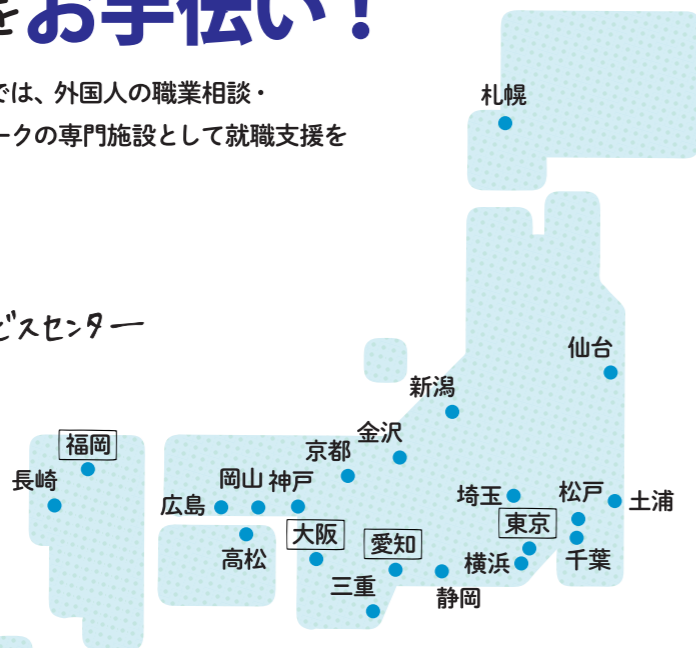 をお手伝い！
では、外国人の職業相談・
ークの専門施設として就職支援を
ビスセンター
札幌
仙台
新潟
金沢
京都
福岡
長崎
岡山
神戸
広島
埼玉
松戸
土浦
東京
大阪
愛知
高松
横浜
千葉
三重
静岡